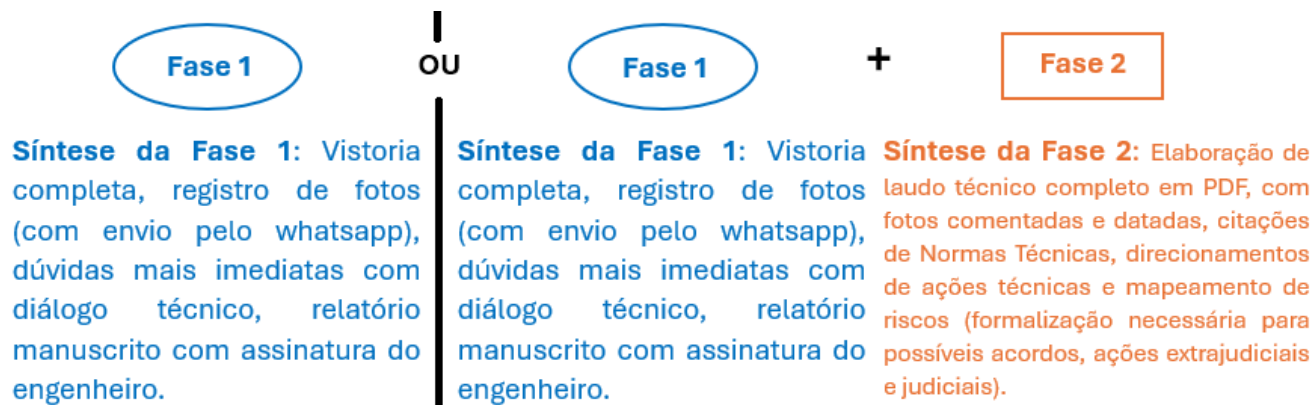 Fase 1
OU
Fase 1
+
Fase 2
Síntese da Fase 1: Vistoria
completa, registro de fotos
(com envio pelo whatsapp),
dúvidas mais imediatas com
diálogo técnico, relatório
manuscrito com assinatura do
engenheiro.
Síntese da Fase 1: Vistoria
completa, registro de fotos
(com envio pelo whatsapp),
dúvidas mais imediatas com
diálogo técnico, relatório
manuscrito com assinatura do
engenheiro.
Síntese da Fase 2: Elaboração de
laudo técnico completo em PDF, com
fotos comentadas e datadas, citações
de Normas Técnicas, direcionamentos
de ações técnicas e mapeamento de
riscos (formalização necessária para
possíveis acordos, ações extrajudiciais
e judiciais).